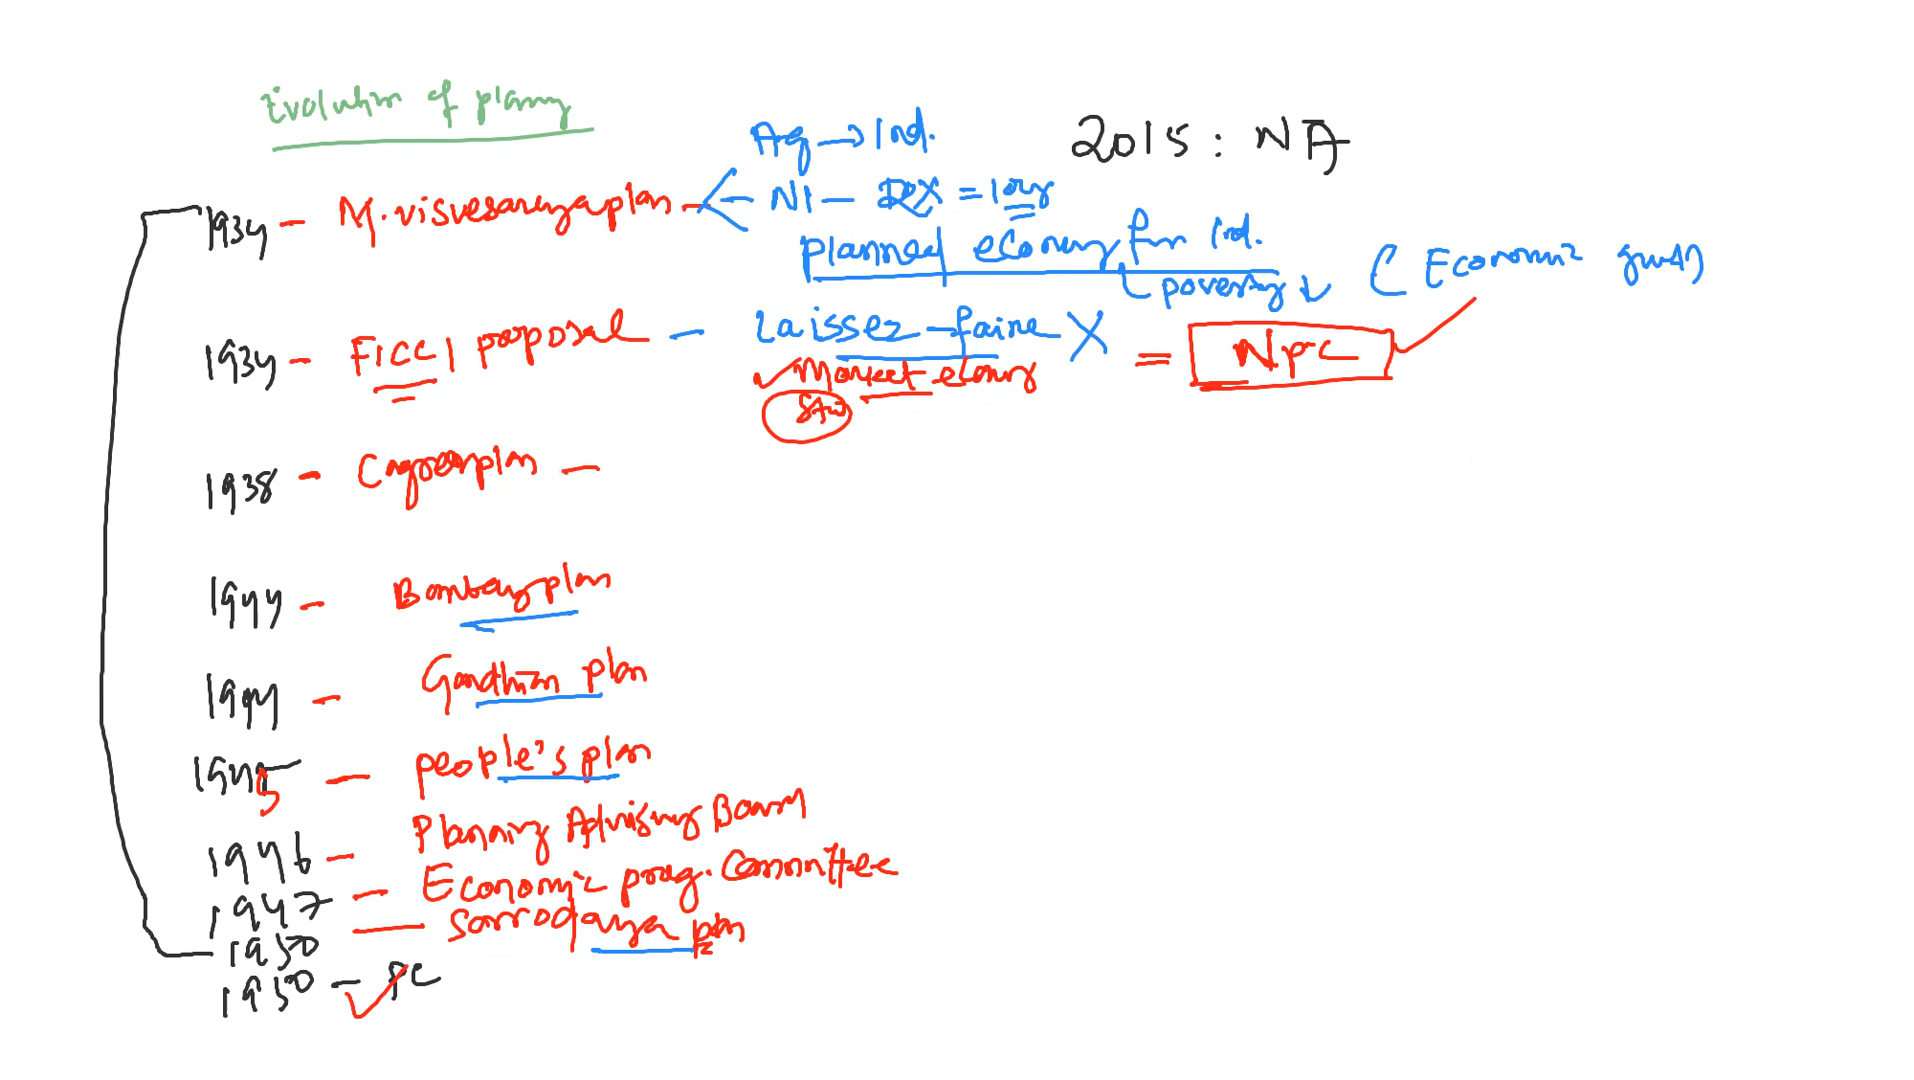 Evolution of planning
2015 : NA
Ag → Ind.
1934 - M. visvesaraya plan - NI - 2X = 10 y
planned economy for Ind.
poverty ↓ ( Economic growth
1934 - FICCI proposal - Laissez-faire X
✓ Market economy = NPC
1938 - Congress plan -
1944 - Bombay plan
1944 - Gandhian plan
1945 - people's plan
1946 - Planning Advisory Board
1947 - Economic prog. Committee
1950 - Sarvodaya plan
1950 - PC